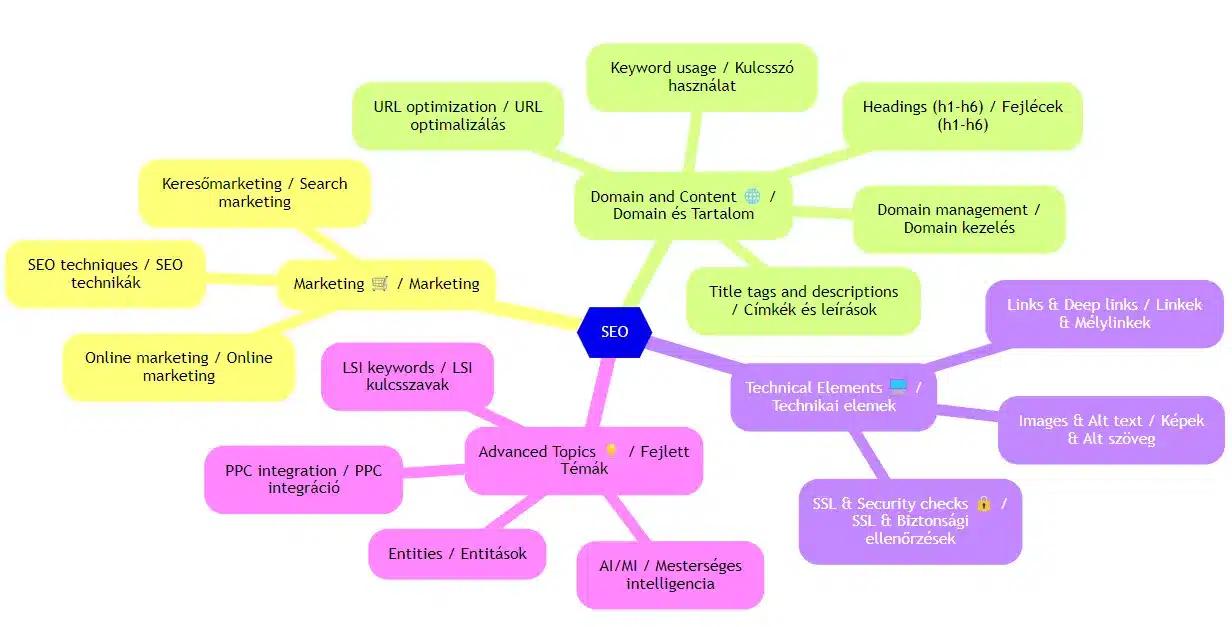 Keyword usage / Kulcsszó
használat
URL optimization / URL
optimalizálás
Headings (h1-h6) / Fejlécek
(h1-h6)
Domain and Content 🌐 /
Domain és Tartalom
Domain management /
Domain kezelés
Title tags and descriptions
/ Címkék és leírások
Keresőmarketing / Search
marketing
SEO techniques / SEO
technikák
Marketing 🛒 / Marketing
Online marketing / Online
marketing
SEO
Links & Deep links / Linkek
& Mélylinkek
Technical Elements 🖥️ /
Technikai elemek
Images & Alt text / Képek
& Alt szöveg
SSL & Security checks 🔒 /
SSL & Biztonsági
ellenőrzések
LSI keywords / LSI
kulcsszavak
Advanced Topics 💡 / Fejlett
Témák
PPC integration / PPC
integráció
Entities / Entitások
AI/MI / Mesterséges
intelligencia